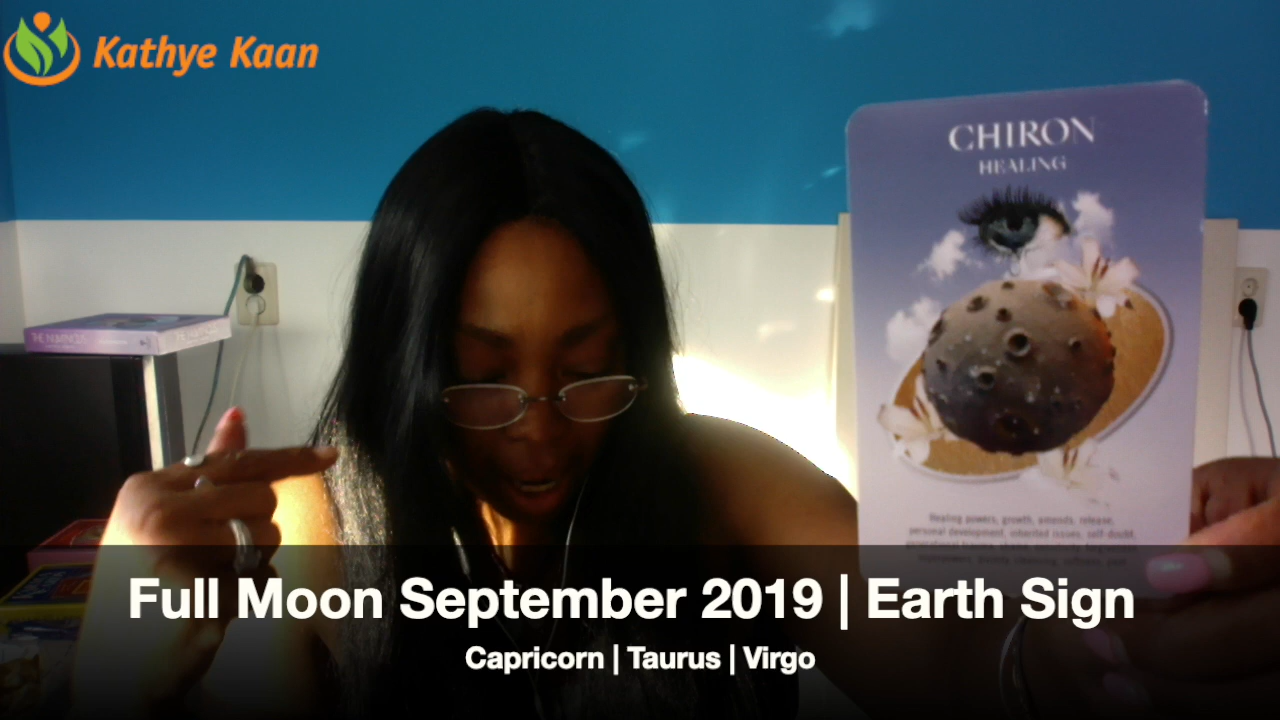 Kathye Kaan
CHIRON
HEALING
Healing powers, growth, amends, release,
personal development, inherited issues, self-doubt,
Full Moon September 2019 | Earth Sign
Capricorn | Taurus | Virgo